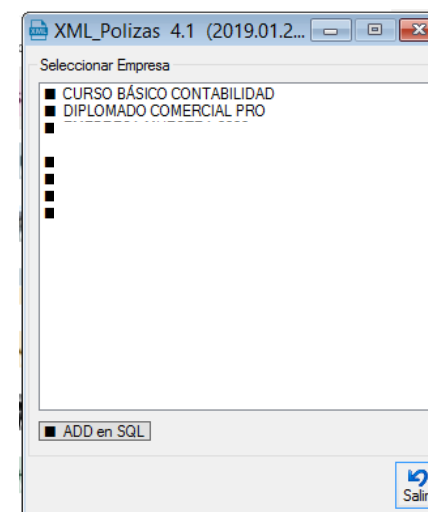 XML_Polizas 4.1 (2019.01.2...
Seleccionar Empresa
■ CURSO BÁSICO CONTABILIDAD
■ DIPLOMADO COMERCIAL PRO
■ ADD en SQL
Salir